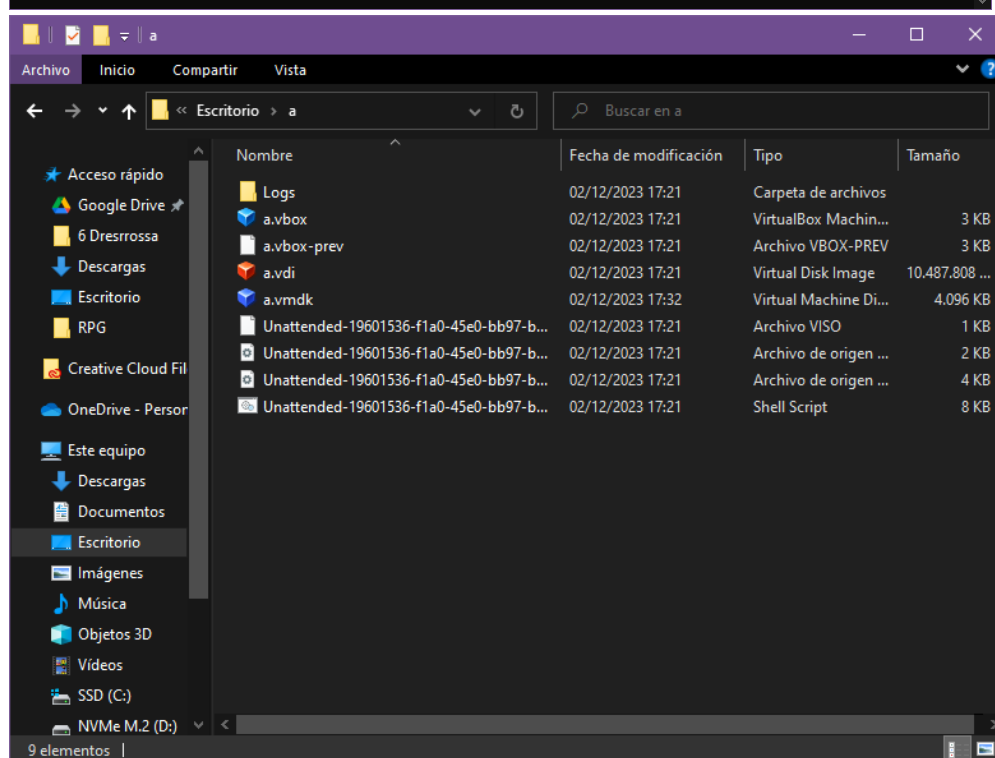 a
Archivo Inicio Compartir Vista
« Escritorio > a
Buscar en a
Nombre Fecha de modificación Tipo Tamaño
Logs 02/12/2023 17:21 Carpeta de archivos
a.vbox 02/12/2023 17:21 VirtualBox Machin... 3 KB
a.vbox-prev 02/12/2023 17:21 Archivo VBOX-PREV 3 KB
a.vdi 02/12/2023 17:21 Virtual Disk Image 10.487.808 ...
a.vmdk 02/12/2023 17:32 Virtual Machine Di... 4.096 KB
Unattended-19601536-f1a0-45e0-bb97-b... 02/12/2023 17:21 Archivo VISO 1 KB
Unattended-19601536-f1a0-45e0-bb97-b... 02/12/2023 17:21 Archivo de origen ... 2 KB
Unattended-19601536-f1a0-45e0-bb97-b... 02/12/2023 17:21 Archivo de origen ... 4 KB
Unattended-19601536-f1a0-45e0-bb97-b... 02/12/2023 17:21 Shell Script 8 KB
Acceso rápido
Google Drive
6 Dresrrossa
Descargas
Escritorio
RPG
Creative Cloud Fil
OneDrive - Person
Este equipo
Descargas
Documentos
Escritorio
Imágenes
Música
Objetos 3D
Vídeos
SSD (C:)
NVMe M.2 (D:)
9 elementos